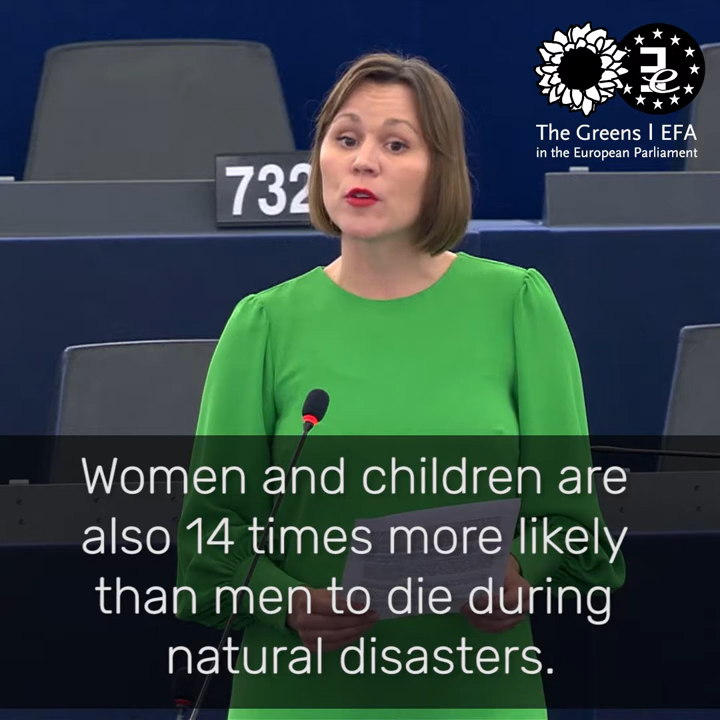 The Greens | EFA
in the European Parliament
732
Women and children are
also 14 times more likely
than men to die during
natural disasters.